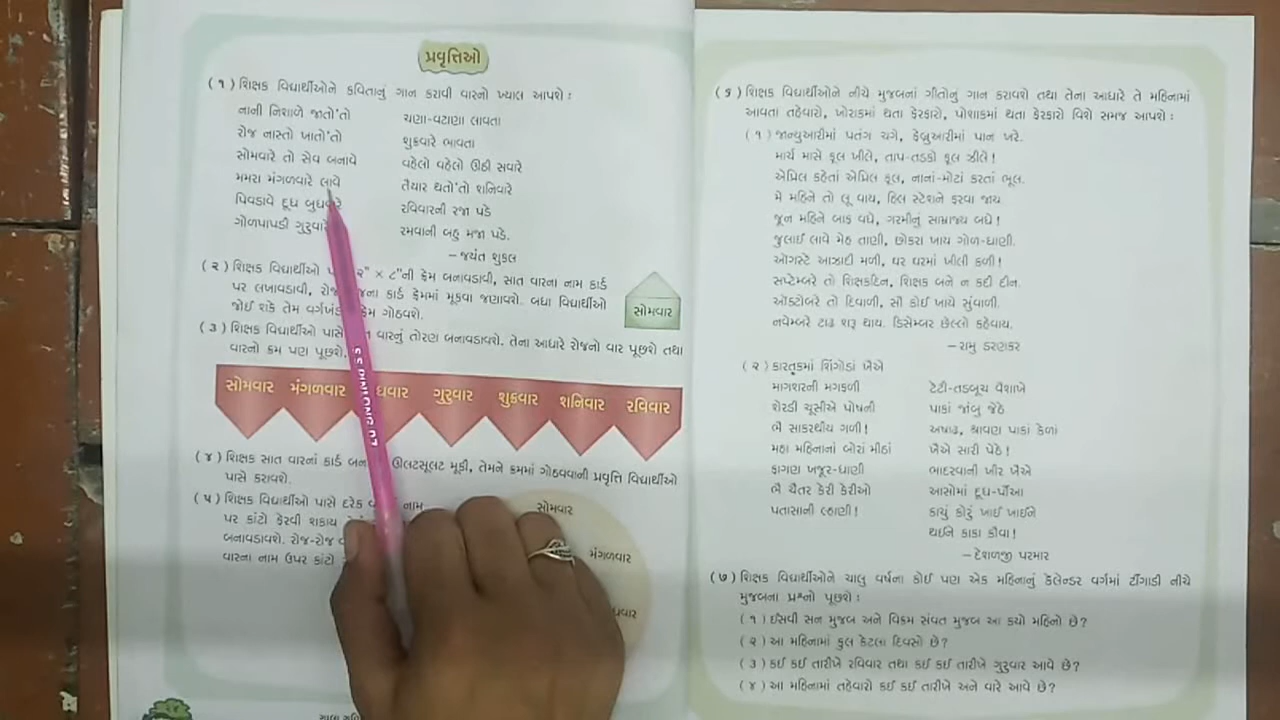 પ્રવૃત્તિઓ
(૧) શિક્ષક વિદ્યાર્થીઓને કવિતાનું ગાન કરાવી વારનો ખ્યાલ આપશે :
નાની નિશાળે જાતો'તો
રોજ નાસ્તો ખાતો'તો
સોમવારે તો સેવ બનાવે
મમરા મંગળવારે લાવે
પિવડાવે દૂધ બુધવારે
ગોળપાપડી ગુરુવારે
ચણા-વટાણા લાવતા
શુક્રવારે ભાવતા
વહેલો વહેલો ઊઠી સવારે
તૈયાર થતો'તો શનિવારે
રવિવારની રજા પડે
રમવાની બહુ મજા પડે.
– જયંત શુકલ
(૨) શિક્ષક વિદ્યાર્થીઓ ૨" × ૮"ની ફ્રેમ બનાવડાવી, સાત વારના નામ કાર્ડ
પર લખાવડાવી, રોજ કાર્ડ ફ્રેમમાં મૂકવા જણાવશે. બધા વિદ્યાર્થીઓ
જોઈ શકે તેમ ફ્રેમ ગોઠવશે.
સોમવાર
(૩) શિક્ષક વિદ્યાર્થીઓ પાસે વારનું તોરણ બનાવડાવશે. તેના આધારે રોજનો વાર પૂછશે તથા
વારનો ક્રમ પણ પૂછશે.
સોમવાર મંગળવાર ધવાર ગુરુવાર શુક્રવાર શનિવાર રવિવાર
(૪) શિક્ષક સાત વારનાં કાર્ડ ઊલટસૂલટ મૂકી, તેમને ક્રમમાં ગોઠવવાની પ્રવૃત્તિ વિદ્યાર્થીઓ
પાસે કરાવશે.
(૫) શિક્ષક વિદ્યાર્થીઓ પાસે દરેક નામ
પર કાંટો ફેરવી શકાય
બનાવડાવશે. રોજ-રોજ
વારના નામ ઉપર કાંટો
સોમવાર
મંગળવાર
ધવાર
(૬) શિક્ષક વિદ્યાર્થીઓને નીચે મુજબનાં ગીતોનું ગાન કરાવશે તથા તેના આધારે તે મહિનામાં
આવતા તહેવારો, ખોરાકમાં થતા ફેરફારો, પોશાકમાં થતા ફેરફારો વિશે સમજ આપશે :
(૧) જાન્યુઆરીમાં પતંગ ચગે, ફેબ્રુઆરીમાં પાન ખરે.
માર્ચ માસે ફૂલ ખીલે, તાપ-તડકો ફૂલ ઝીલે!
એપ્રિલ કહેતાં એપ્રિલ ફૂલ, નાનાં-મોટાં કરતાં ભૂલ.
મે મહિને તો લૂ વાય, હિલ સ્ટેશને ફરવા જાય
જૂન મહિને બાફ વધે, ગરમીનું સામ્રાજ્ય બધે!
જુલાઈ લાવે મેહ તાણી, છોકરાં ખાય ગોળ-ધાણી.
ઓગસ્ટે આઝાદી મળી, ઘર ઘરમાં ખીલી કળી!
સપ્ટેમ્બરે તો શિક્ષકદિન, શિક્ષક બને ન કદી દીન.
ઓક્ટોબરે તો દિવાળી, સૌ કોઈ ખાયે સુંવાળી.
નવેમ્બરે ટાઢ શરૂ થાય. ડિસેમ્બર છેલ્લો કહેવાય.
– રામુ ડરણકર
(૨) કારતકમાં શિંગોડાં ખૈએ
માગશરની મગફળી
શેરડી ચૂસીએ પોષની
ભૈ સાકરથીય ગળી!
મહા મહિનાનાં બોરાં મીઠાં
ફાગણ ખજૂર-ધાણી
ભૈ ચૈતર કેરી કેરીઓ
પતાસાની લ્હાણી!
ટેટી-તડબૂચ વૈશાખે
પાકાં જાંબુ જેઠે
અષાઢ, શ્રાવણ પાકાં કેળાં
ખૈએ સારી પેઠે!
ભાદરવાની ખીર ખૈએ
આસોમાં દૂધ-પૌંઆ
કાચું કોરું ખાઈ ખાઈને
થઈને કાકા કૌવા!
– દેશળજી પરમાર
(૭) શિક્ષક વિદ્યાર્થીઓને ચાલુ વર્ષના કોઈ પણ એક મહિનાનું કૅલેન્ડર વર્ગમાં ટીંગાડી નીચે
મુજબના પ્રશ્નો પૂછશે :
(૧) ઈસવી સન મુજબ અને વિક્રમ સંવત મુજબ આ કયો મહિનો છે?
(૨) આ મહિનામાં કુલ કેટલા દિવસો છે?
(૩) કઈ કઈ તારીખે રવિવાર તથા કઈ કઈ તારીખે ગુરુવાર આવે છે?
(૪) આ મહિનામાં તહેવારો કઈ કઈ તારીખે અને વારે આવે છે?